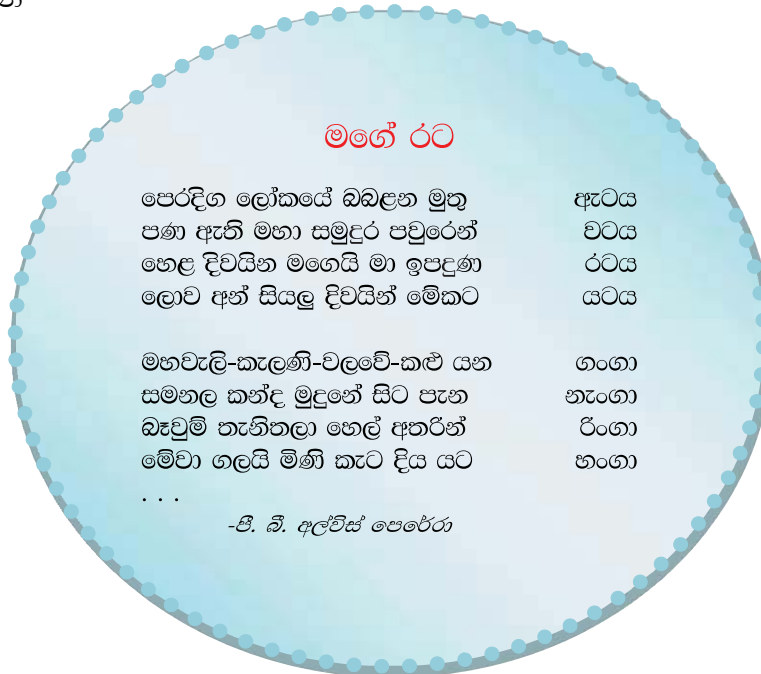 මගේ රට
පෙරදිග ලෝකයේ බබළන මුතු ඇටය
පණ ඇති මහා සමුදුර පවුරෙන් වටය
හෙළ දිවයින මගෙයි මා ඉපදුණ රටය
ලොව අන් සියලු දිවයින් මේකට යටය
මහවැලි-කැලණි-වලවේ-කළු යන ගංගා
සමනල කන්ද මුදුනේ සිට පැන නැංගා
බෑවුම් තැනිතලා හෙල් අතරින් රිංගා
මේවා ගලයි මිණි කැට දිය යට හංගා
. . .
-පී. බී. අල්විස් පෙරේරා